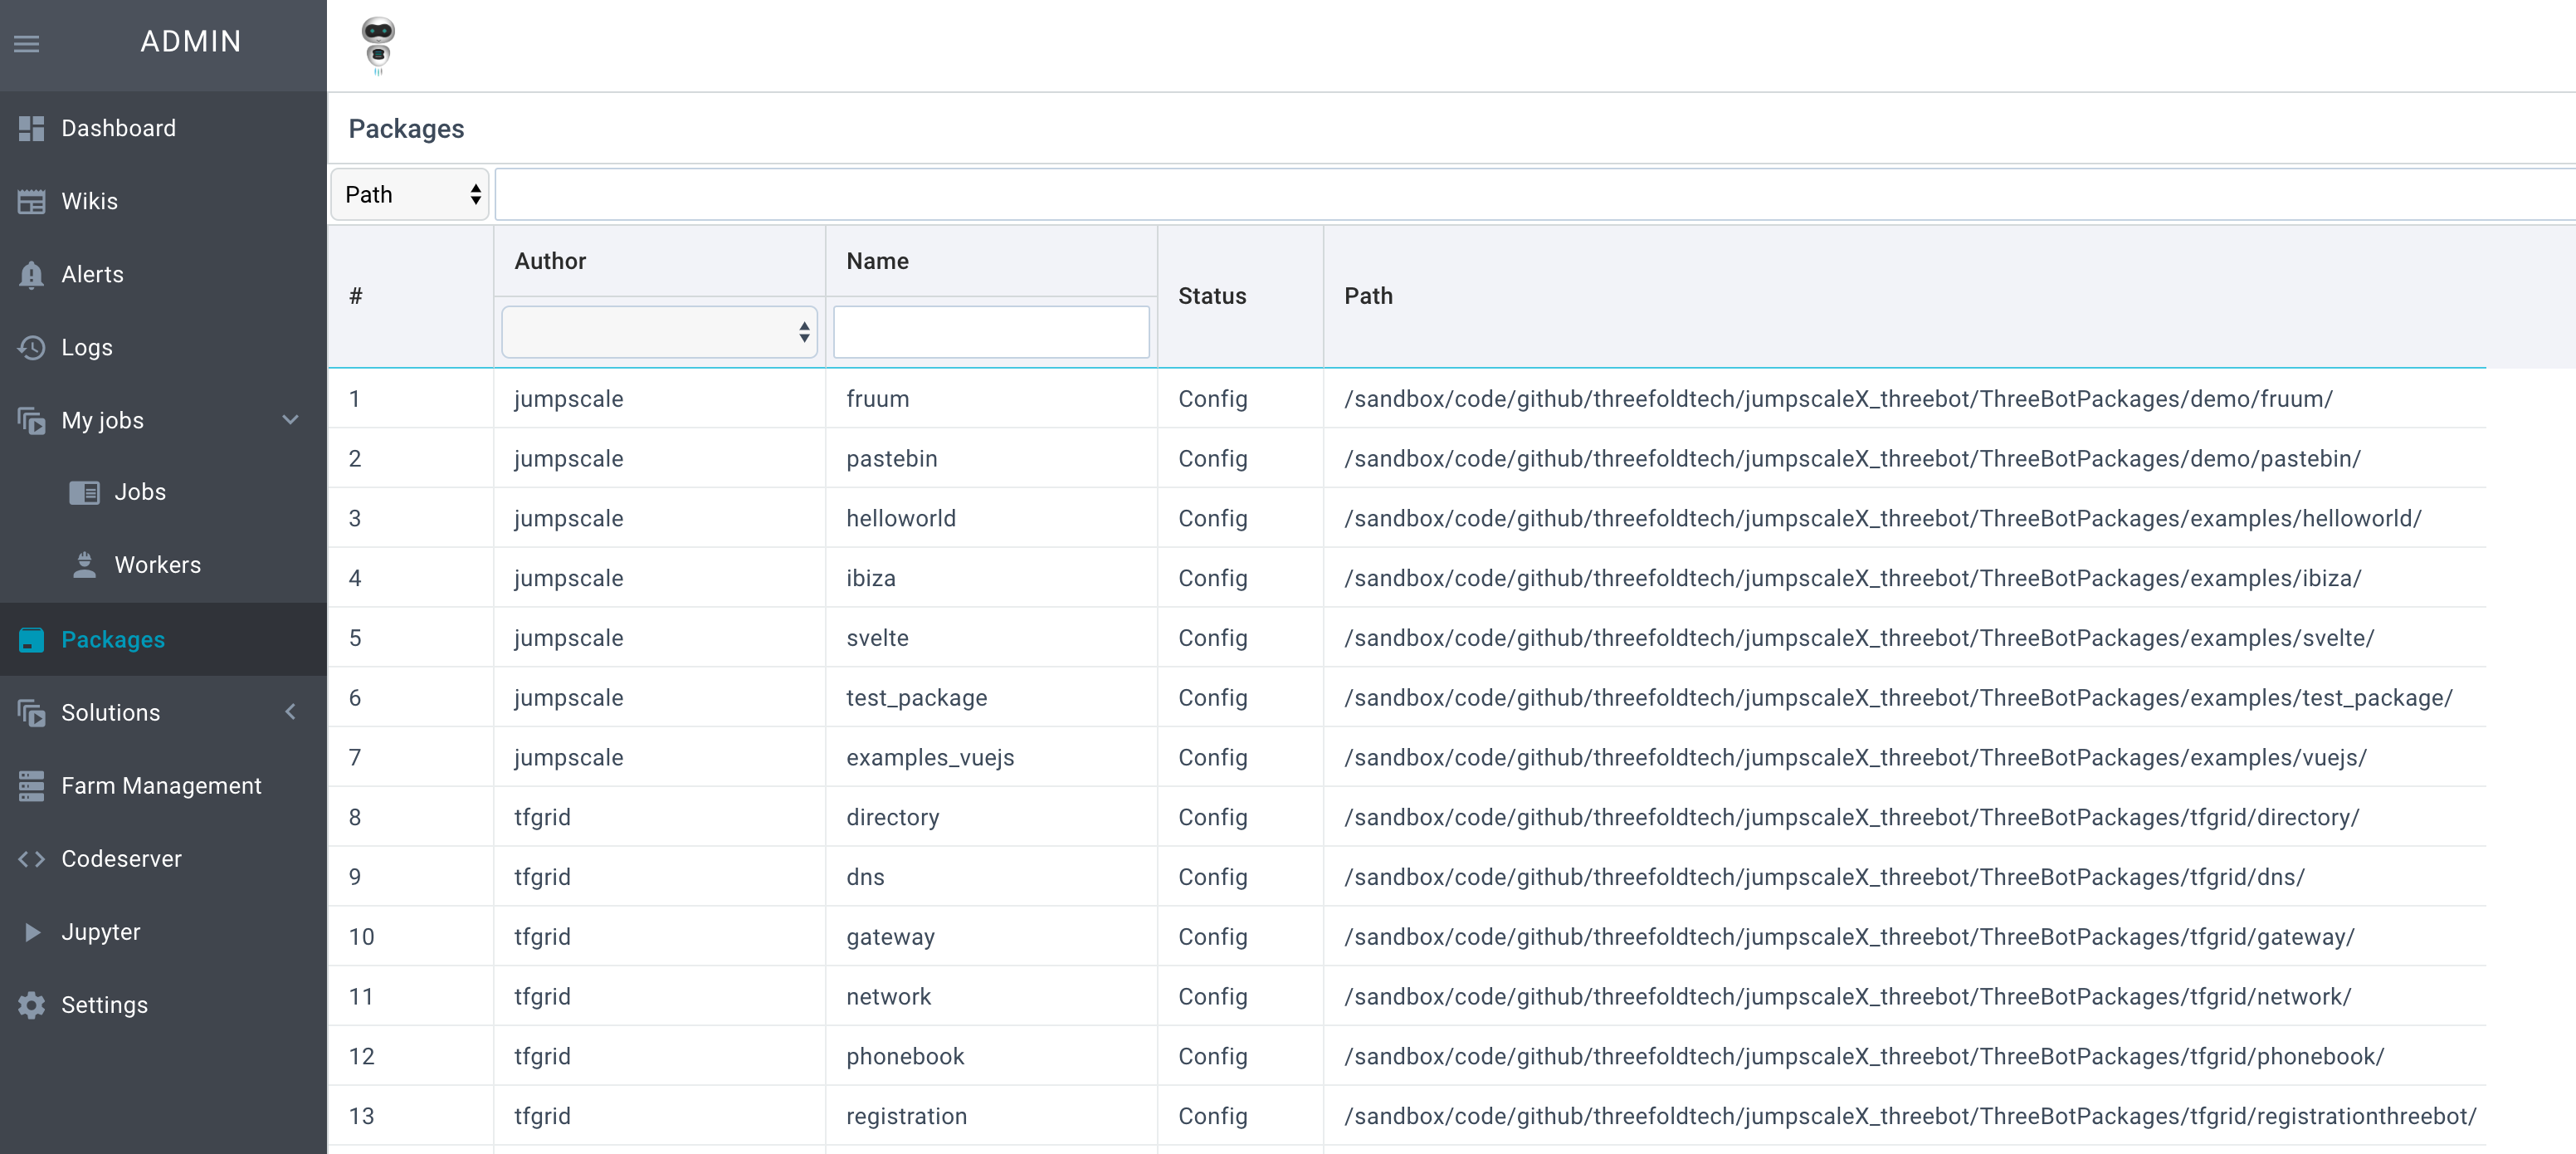 ADMIN
Dashboard
Wikis
Alerts
Logs
My jobs
Jobs
Workers
Packages
Solutions
Farm Management
Codeserver
Jupyter
Settings
Packages
Path
# Author Name Status Path
1 jumpscale fruum Config /sandbox/code/github/threefoldtech/jumpscaleX_threebot/ThreeBotPackages/demo/fruum/
2 jumpscale pastebin Config /sandbox/code/github/threefoldtech/jumpscaleX_threebot/ThreeBotPackages/demo/pastebin/
3 jumpscale helloworld Config /sandbox/code/github/threefoldtech/jumpscaleX_threebot/ThreeBotPackages/examples/helloworld/
4 jumpscale ibiza Config /sandbox/code/github/threefoldtech/jumpscaleX_threebot/ThreeBotPackages/examples/ibiza/
5 jumpscale svelte Config /sandbox/code/github/threefoldtech/jumpscaleX_threebot/ThreeBotPackages/examples/svelte/
6 jumpscale test_package Config /sandbox/code/github/threefoldtech/jumpscaleX_threebot/ThreeBotPackages/examples/test_package/
7 jumpscale examples_vuejs Config /sandbox/code/github/threefoldtech/jumpscaleX_threebot/ThreeBotPackages/examples/vuejs/
8 tfgrid directory Config /sandbox/code/github/threefoldtech/jumpscaleX_threebot/ThreeBotPackages/tfgrid/directory/
9 tfgrid dns Config /sandbox/code/github/threefoldtech/jumpscaleX_threebot/ThreeBotPackages/tfgrid/dns/
10 tfgrid gateway Config /sandbox/code/github/threefoldtech/jumpscaleX_threebot/ThreeBotPackages/tfgrid/gateway/
11 tfgrid network Config /sandbox/code/github/threefoldtech/jumpscaleX_threebot/ThreeBotPackages/tfgrid/network/
12 tfgrid phonebook Config /sandbox/code/github/threefoldtech/jumpscaleX_threebot/ThreeBotPackages/tfgrid/phonebook/
13 tfgrid registration Config /sandbox/code/github/threefoldtech/jumpscaleX_threebot/ThreeBotPackages/tfgrid/registrationthreebot/